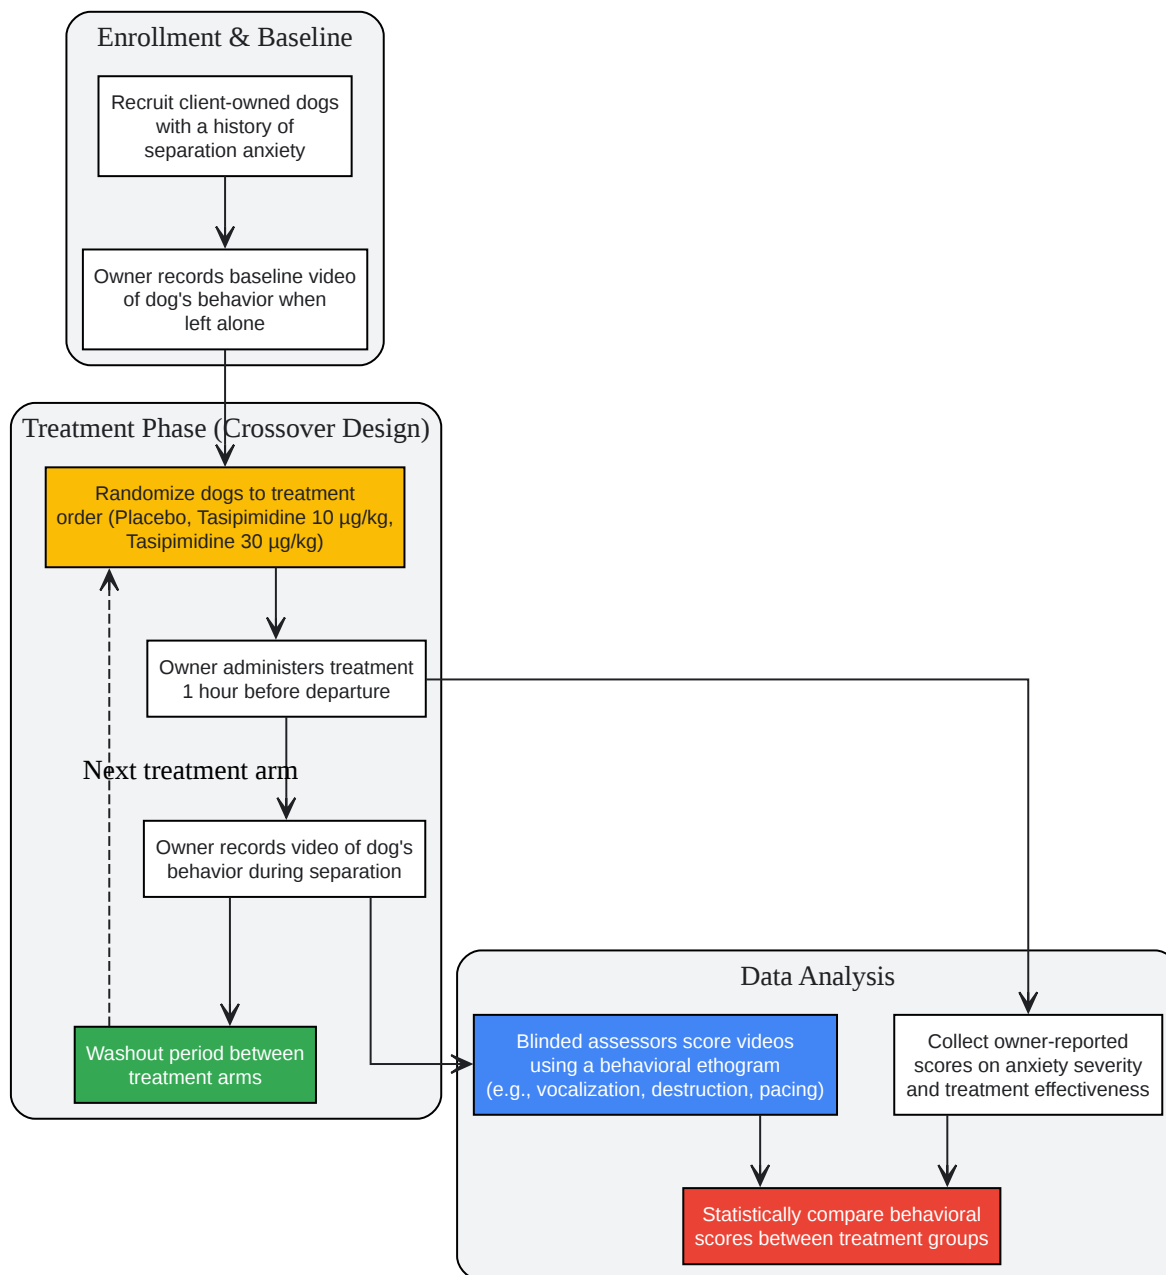 Enrollment & Baseline
Recruit client-owned dogs
with a history of
separation anxiety
Owner records baseline video
of dog's behavior when
left alone
Treatment Phase (Crossover Design)
Randomize dogs to treatment
order (Placebo, Tasipimidine 10 µg/kg,
Tasipimidine 30 µg/kg)
Owner administers treatment
1 hour before departure
Next treatment arm
Owner records video of dog's
behavior during separation
Washout period between
treatment arms
Data Analysis
Blinded assessors score videos
using a behavioral ethogram
(e.g., vocalization, destruction, pacing)
Collect owner-reported
scores on anxiety severity
and treatment effectiveness
Statistically compare behavioral
scores between treatment groups